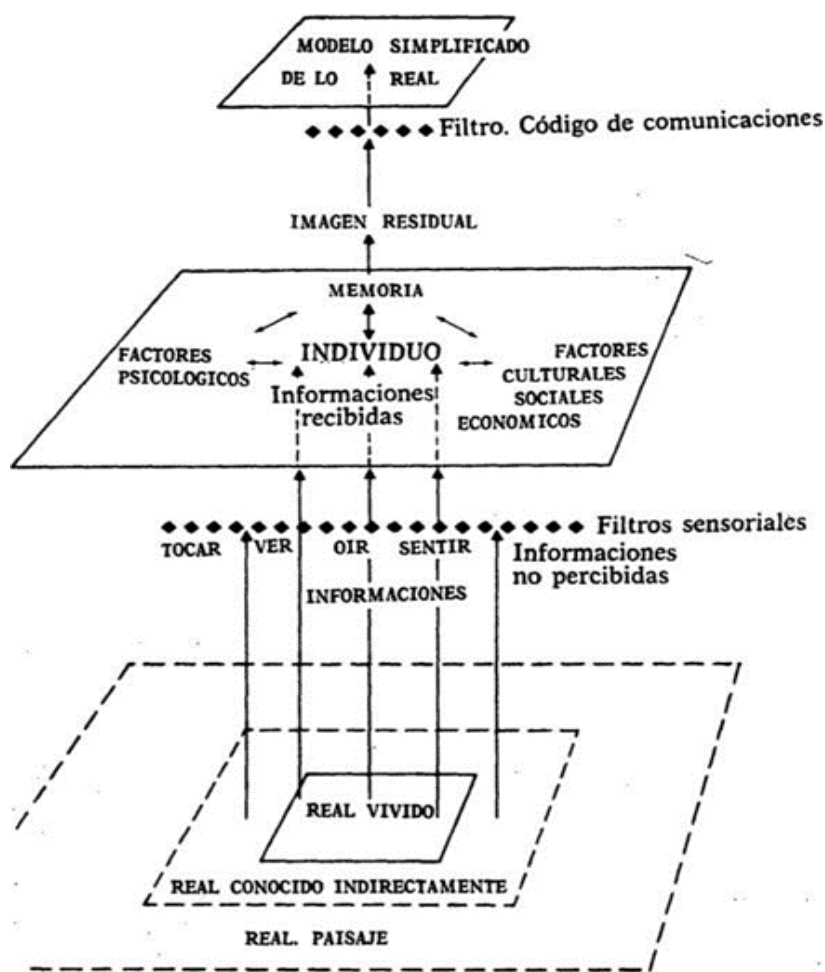 MODELO SIMPLIFICADO
DE LO REAL
Filtro. Código de comunicaciones
IMAGEN RESIDUAL
MEMORIA
INDIVIDUO
FACTORES
PSICOLOGICOS
FACTORES
CULTURALES
SOCIALES
ECONOMICOS
Informaciones
recibidas
Filtros sensoriales
TOCAR VER OIR SENTIR
Informaciones
no percibidas
INFORMACIONES
REAL VIVIDO
REAL CONOCIDO INDIRECTAMENTE
REAL. PAISAJE